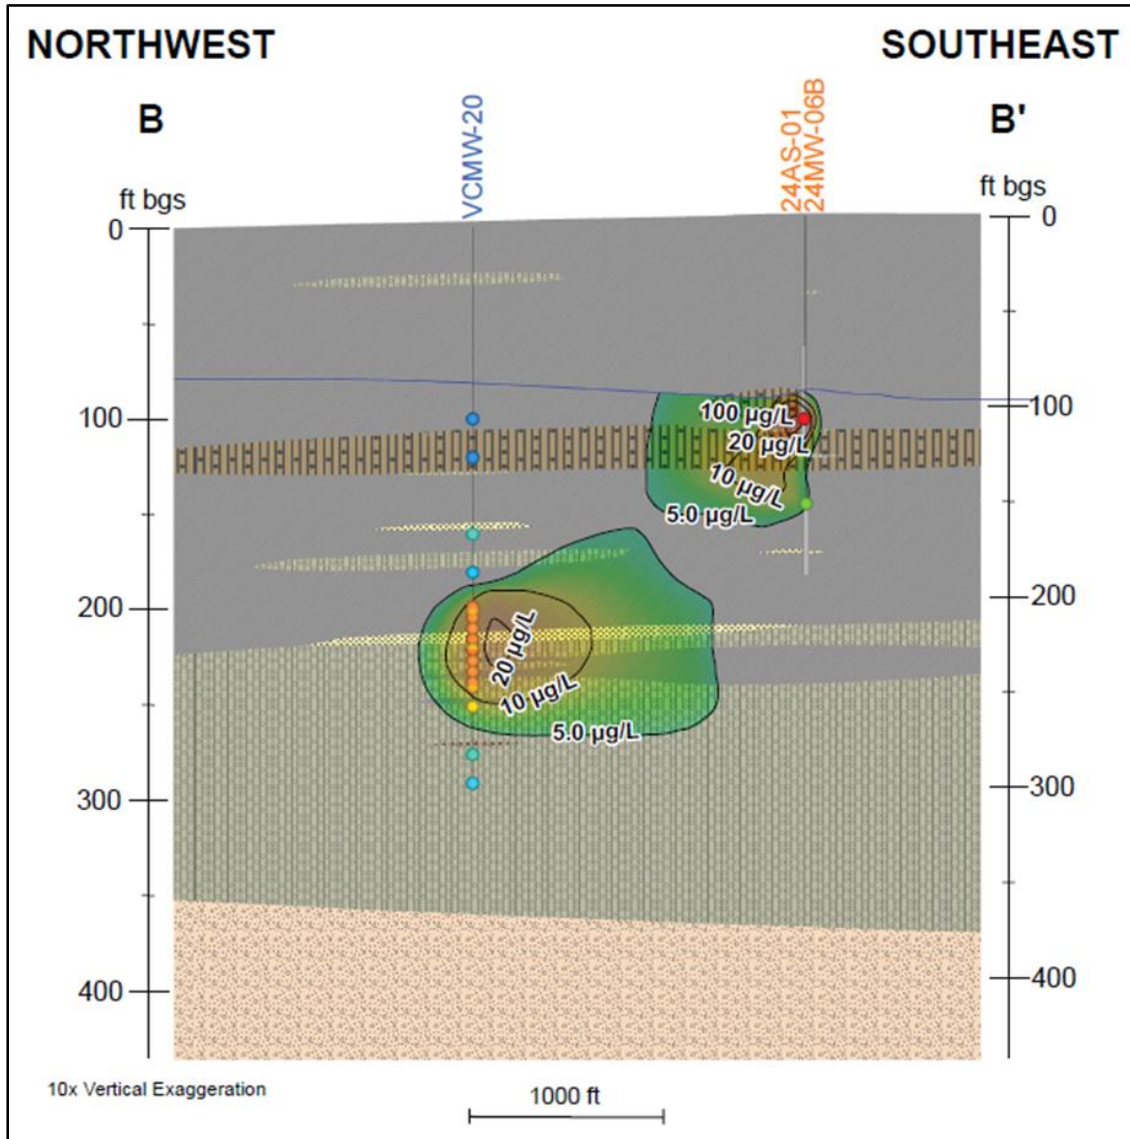 NORTHWEST
SOUTHEAST
B
B'
VCMW-20
24AS-01
24MW-06B
ft bgs
ft bgs
0
0
100
100
200
200
300
300
400
400
100 µg/L
20 µg/L
10 µg/L
5.0 µg/L
20 µg/L
10 µg/L
5.0 µg/L
10x Vertical Exaggeration
1000 ft